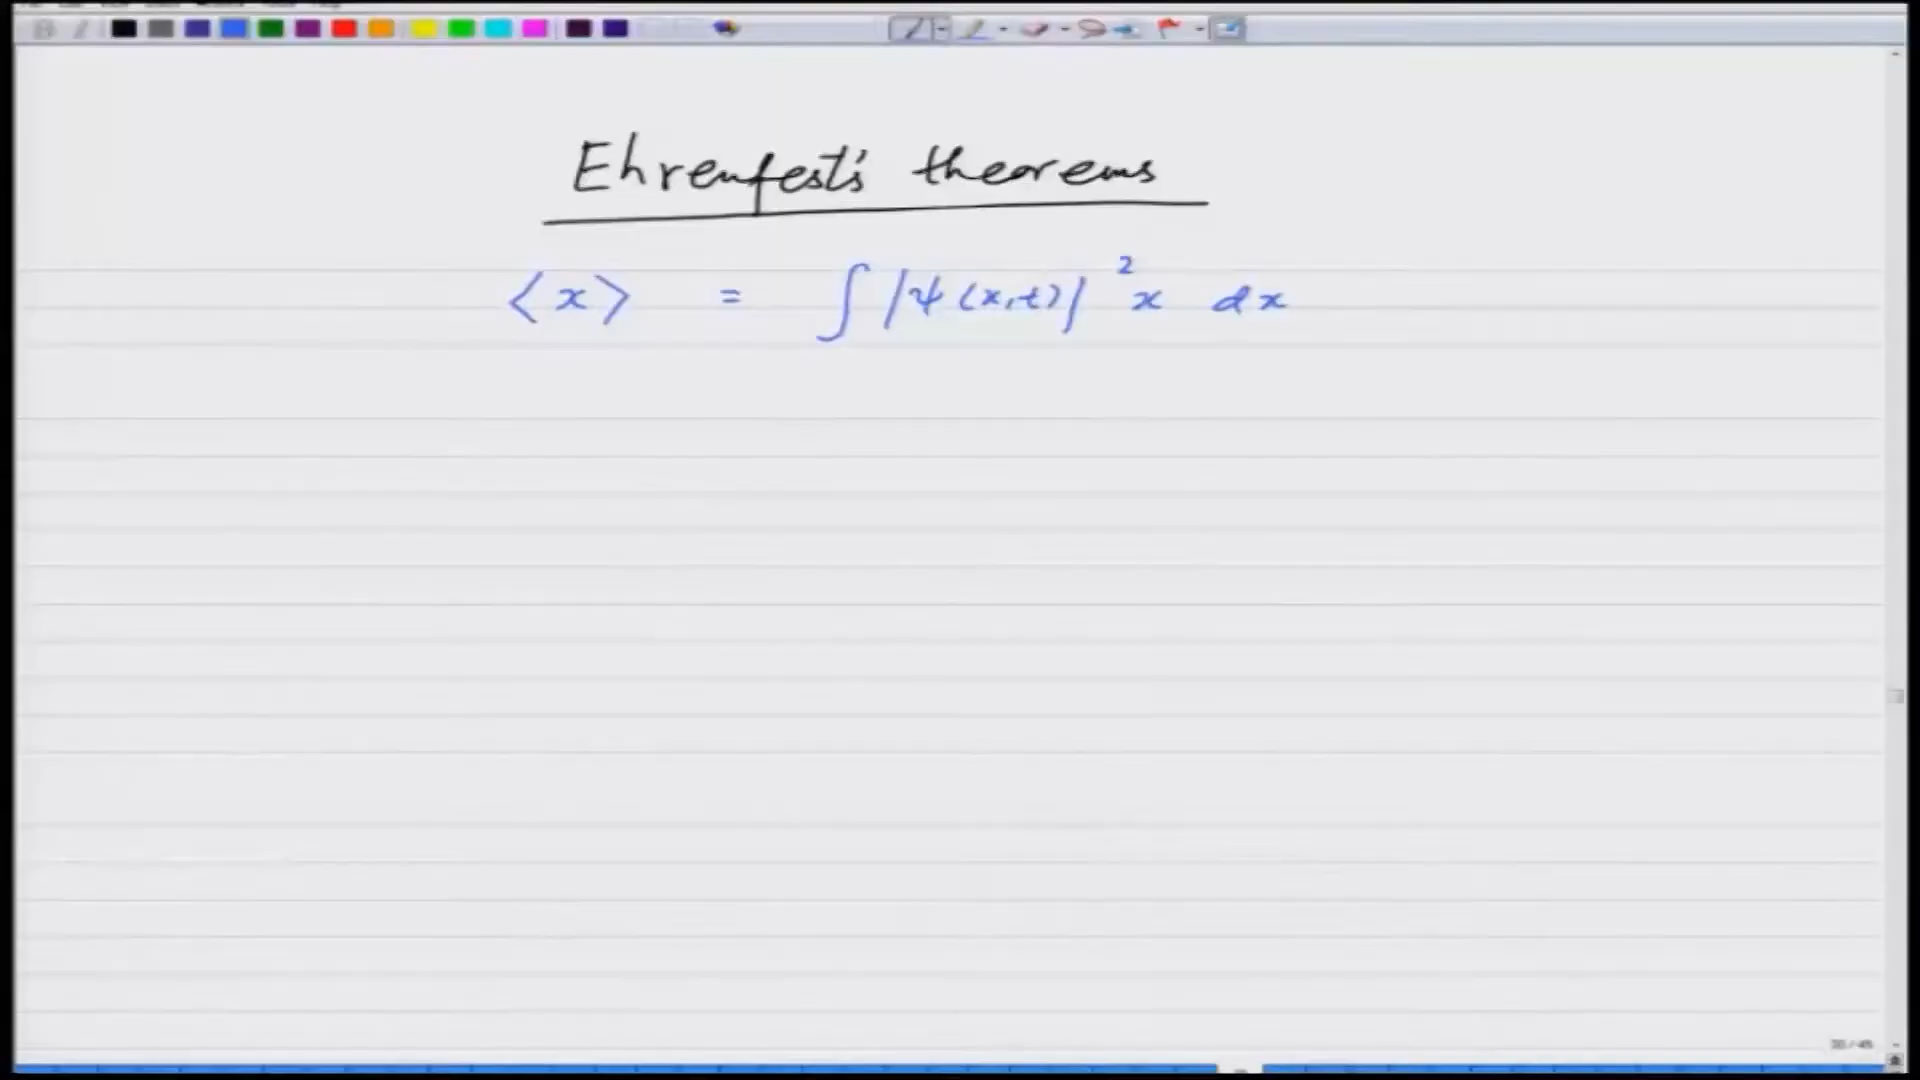 Ehrenfest's theorems
⟨x⟩ = ∫ |ψ(x,t)|² x dx